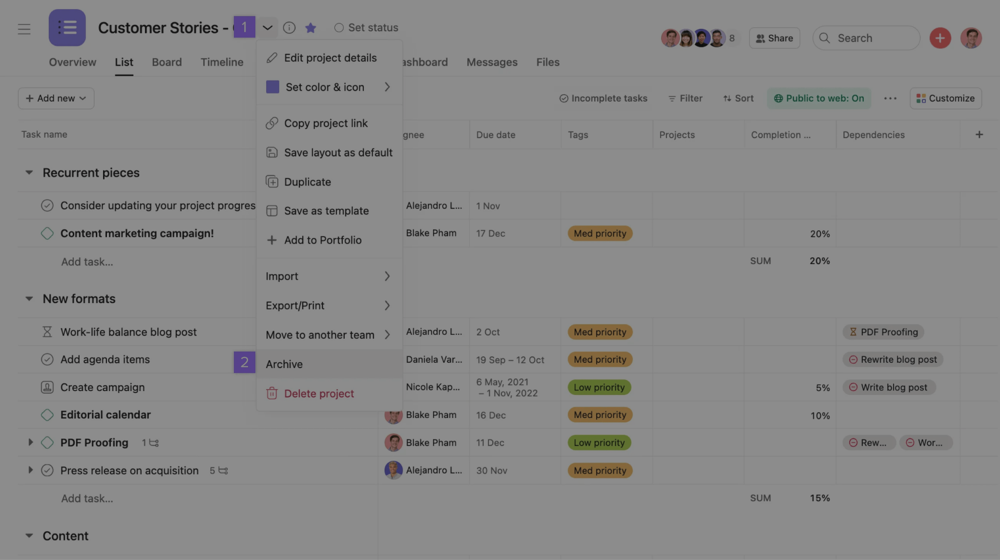 Customer Stories -
1
Set status
8
Share
Search
Overview
List
Board
Timeline
ashboard
Messages
Files
Edit project details
Set color & icon
Copy project link
Save layout as default
Duplicate
Save as template
Add to Portfolio
Import
Export/Print
Move to another team
2
Archive
Delete project
Add new
Incomplete tasks
Filter
Sort
Public to web: On
Customize
Task name
gnee
Due date
Tags
Projects
Completion ...
Dependencies
Recurrent pieces
Consider updating your project progres
Alejandro L...
1 Nov
Content marketing campaign!
Blake Pham
17 Dec
Med priority
20%
Add task...
SUM
20%
New formats
Work-life balance blog post
Alejandro L...
2 Oct
Med priority
PDF Proofing
Add agenda items
Daniela Var...
19 Sep – 12 Oct
Med priority
Rewrite blog post
Create campaign
Nicole Kap...
6 May, 2021
– 1 Nov, 2022
Low priority
5%
Write blog post
Editorial calendar
Blake Pham
16 Dec
Med priority
10%
PDF Proofing
1
Blake Pham
11 Dec
Low priority
Rew...
Wor...
Press release on acquisition
5
Alejandro L...
30 Nov
Med priority
Add task...
SUM
15%
Content